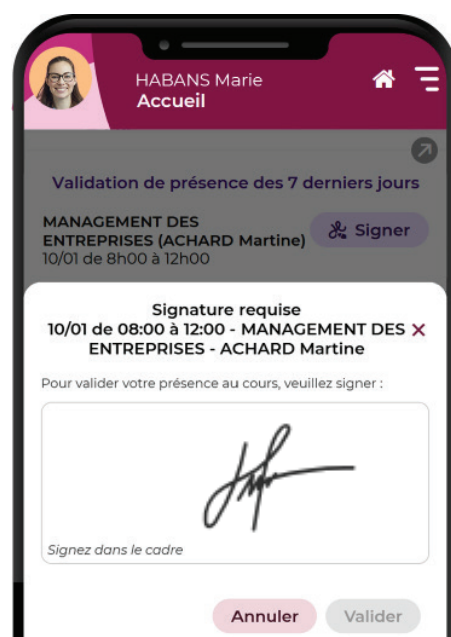 HABANS Marie
Accueil
Validation de présence des 7 derniers jours
MANAGEMENT DES
ENTREPRISES (ACHARD Martine)
10/01 de 8h00 à 12h00
Signer
Signature requise
10/01 de 08:00 à 12:00 - MANAGEMENT DES
ENTREPRISES - ACHARD Martine
Pour valider votre présence au cours, veuillez signer :
Signez dans le cadre
Annuler
Valider